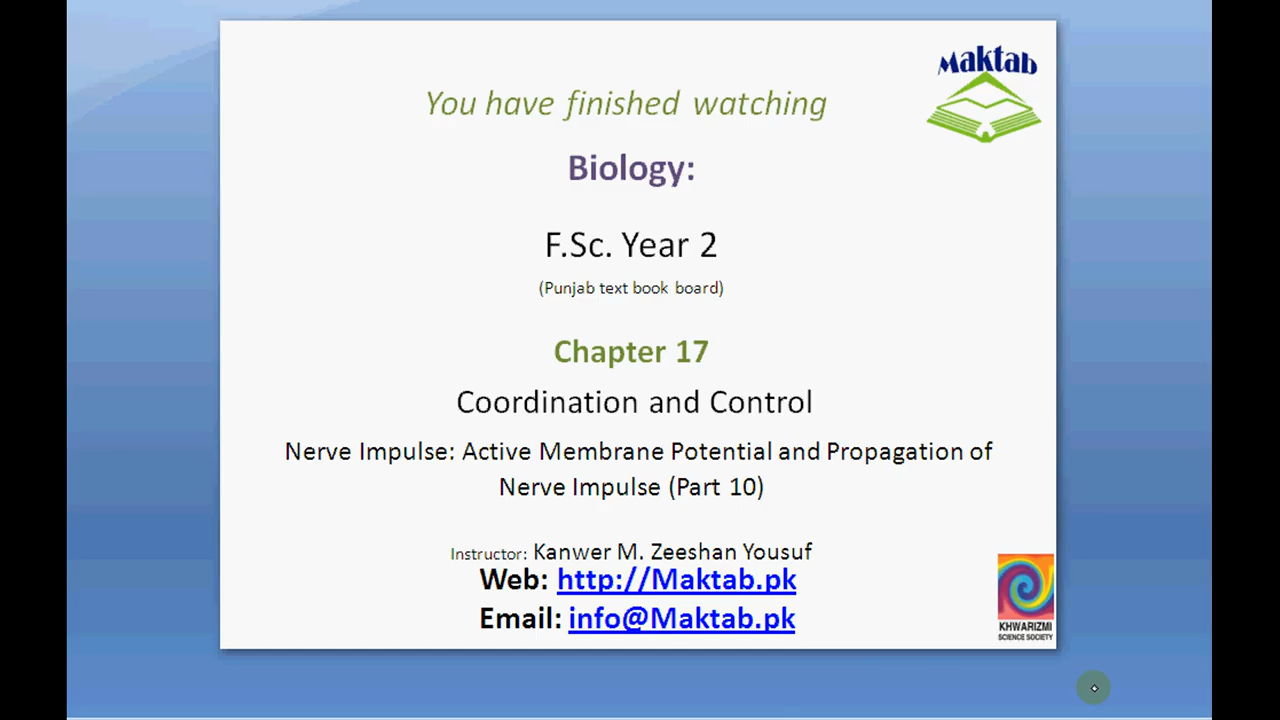 Maktab
You have finished watching
Biology:
F.Sc. Year 2
(Punjab text book board)
Chapter 17
Coordination and Control
Nerve Impulse: Active Membrane Potential and Propagation of
Nerve Impulse (Part 10)
Instructor: Kanwer M. Zeeshan Yousuf
Web: http://Maktab.pk
Email: info@Maktab.pk
KHWARIZMI
SCIENCE SOCIETY